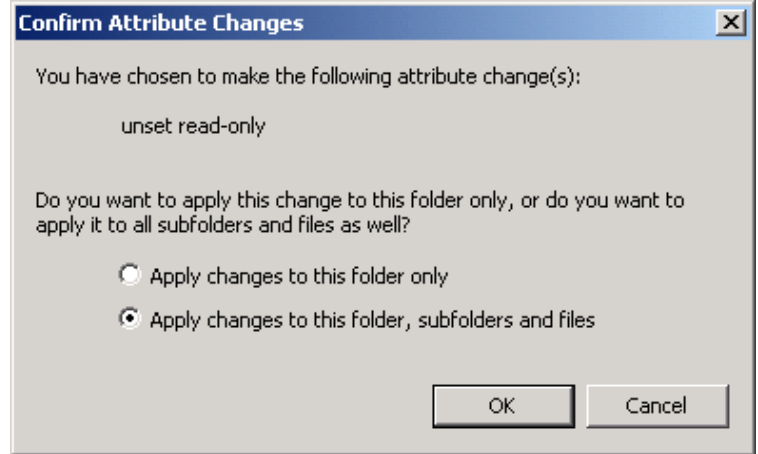 Confirm Attribute Changes
You have chosen to make the following attribute change(s):
unset read-only
Do you want to apply this change to this folder only, or do you want to
apply it to all subfolders and files as well?
Apply changes to this folder only
Apply changes to this folder, subfolders and files
OK Cancel